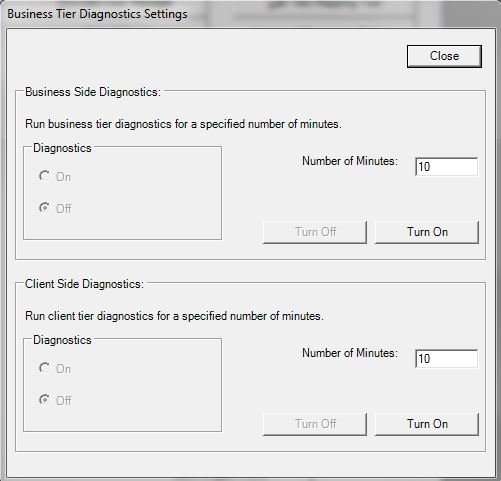 Business Tier Diagnostics Settings
Close
Business Side Diagnostics:
Run business tier diagnostics for a specified number of minutes.
Diagnostics
On
Off
Number of Minutes:
10
Turn Off
Turn On
Client Side Diagnostics:
Run client tier diagnostics for a specified number of minutes.
Diagnostics
On
Off
Number of Minutes:
10
Turn Off
Turn On